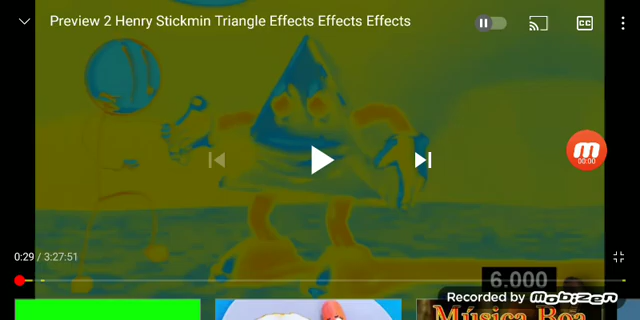 Preview 2 Henry Stickmin Triangle Effects Effects Effects
CC
00:00
0:29 / 3:27:51
6.000
Recorded by
mobizen
Música Boa